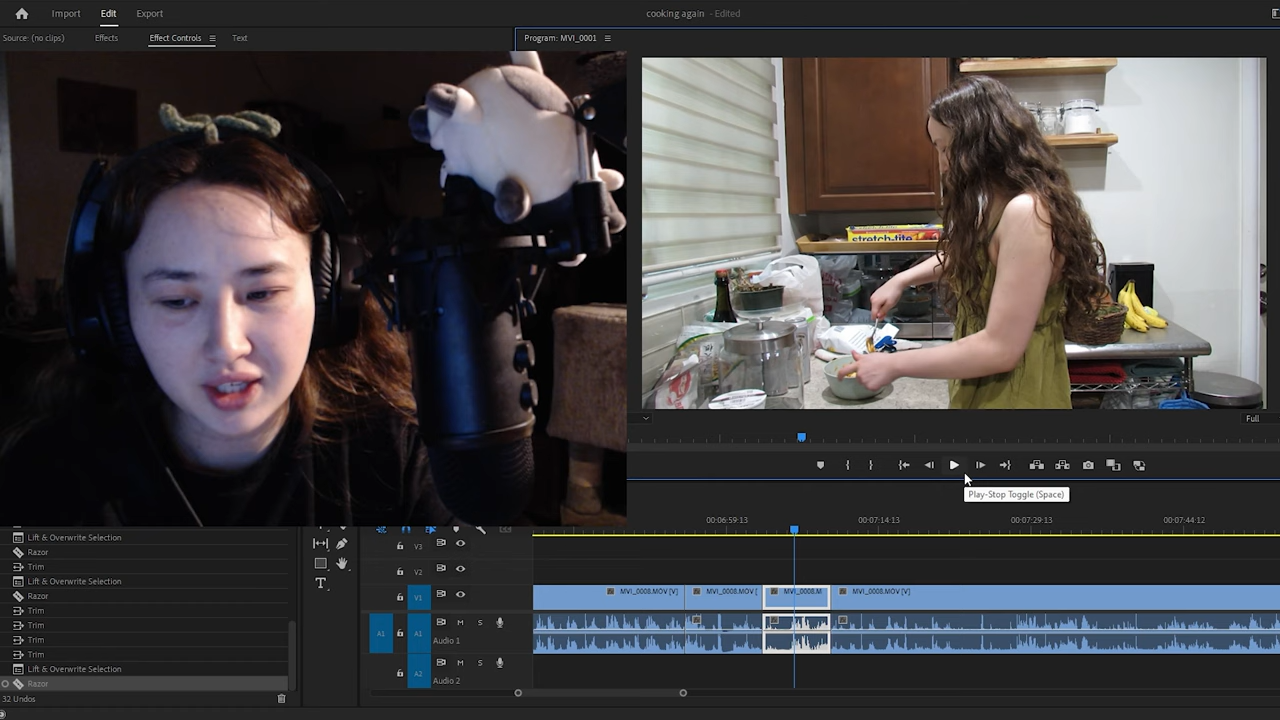 Import Edit Export cooking again - Edited
Source: (no clips) Effects Effect Controls Text Program: MVI_0001
stretch-tite
Full
Play-Stop Toggle (Space)
00:06:59:13 00:07:14:13 00:07:29:13 00:07:44:12
Lift & Overwrite Selection
Razor
Trim
Lift & Overwrite Selection
Razor
Trim
Trim
Trim
Trim
Lift & Overwrite Selection
Razor
32 Undos
T
V3
V2
V1 MVI_0008.MOV [V] MVI_0008.MOV [ MVI_0008.M MVI_0008.MOV [V]
A1 A1 M S
Audio 1
A2 M S
Audio 2